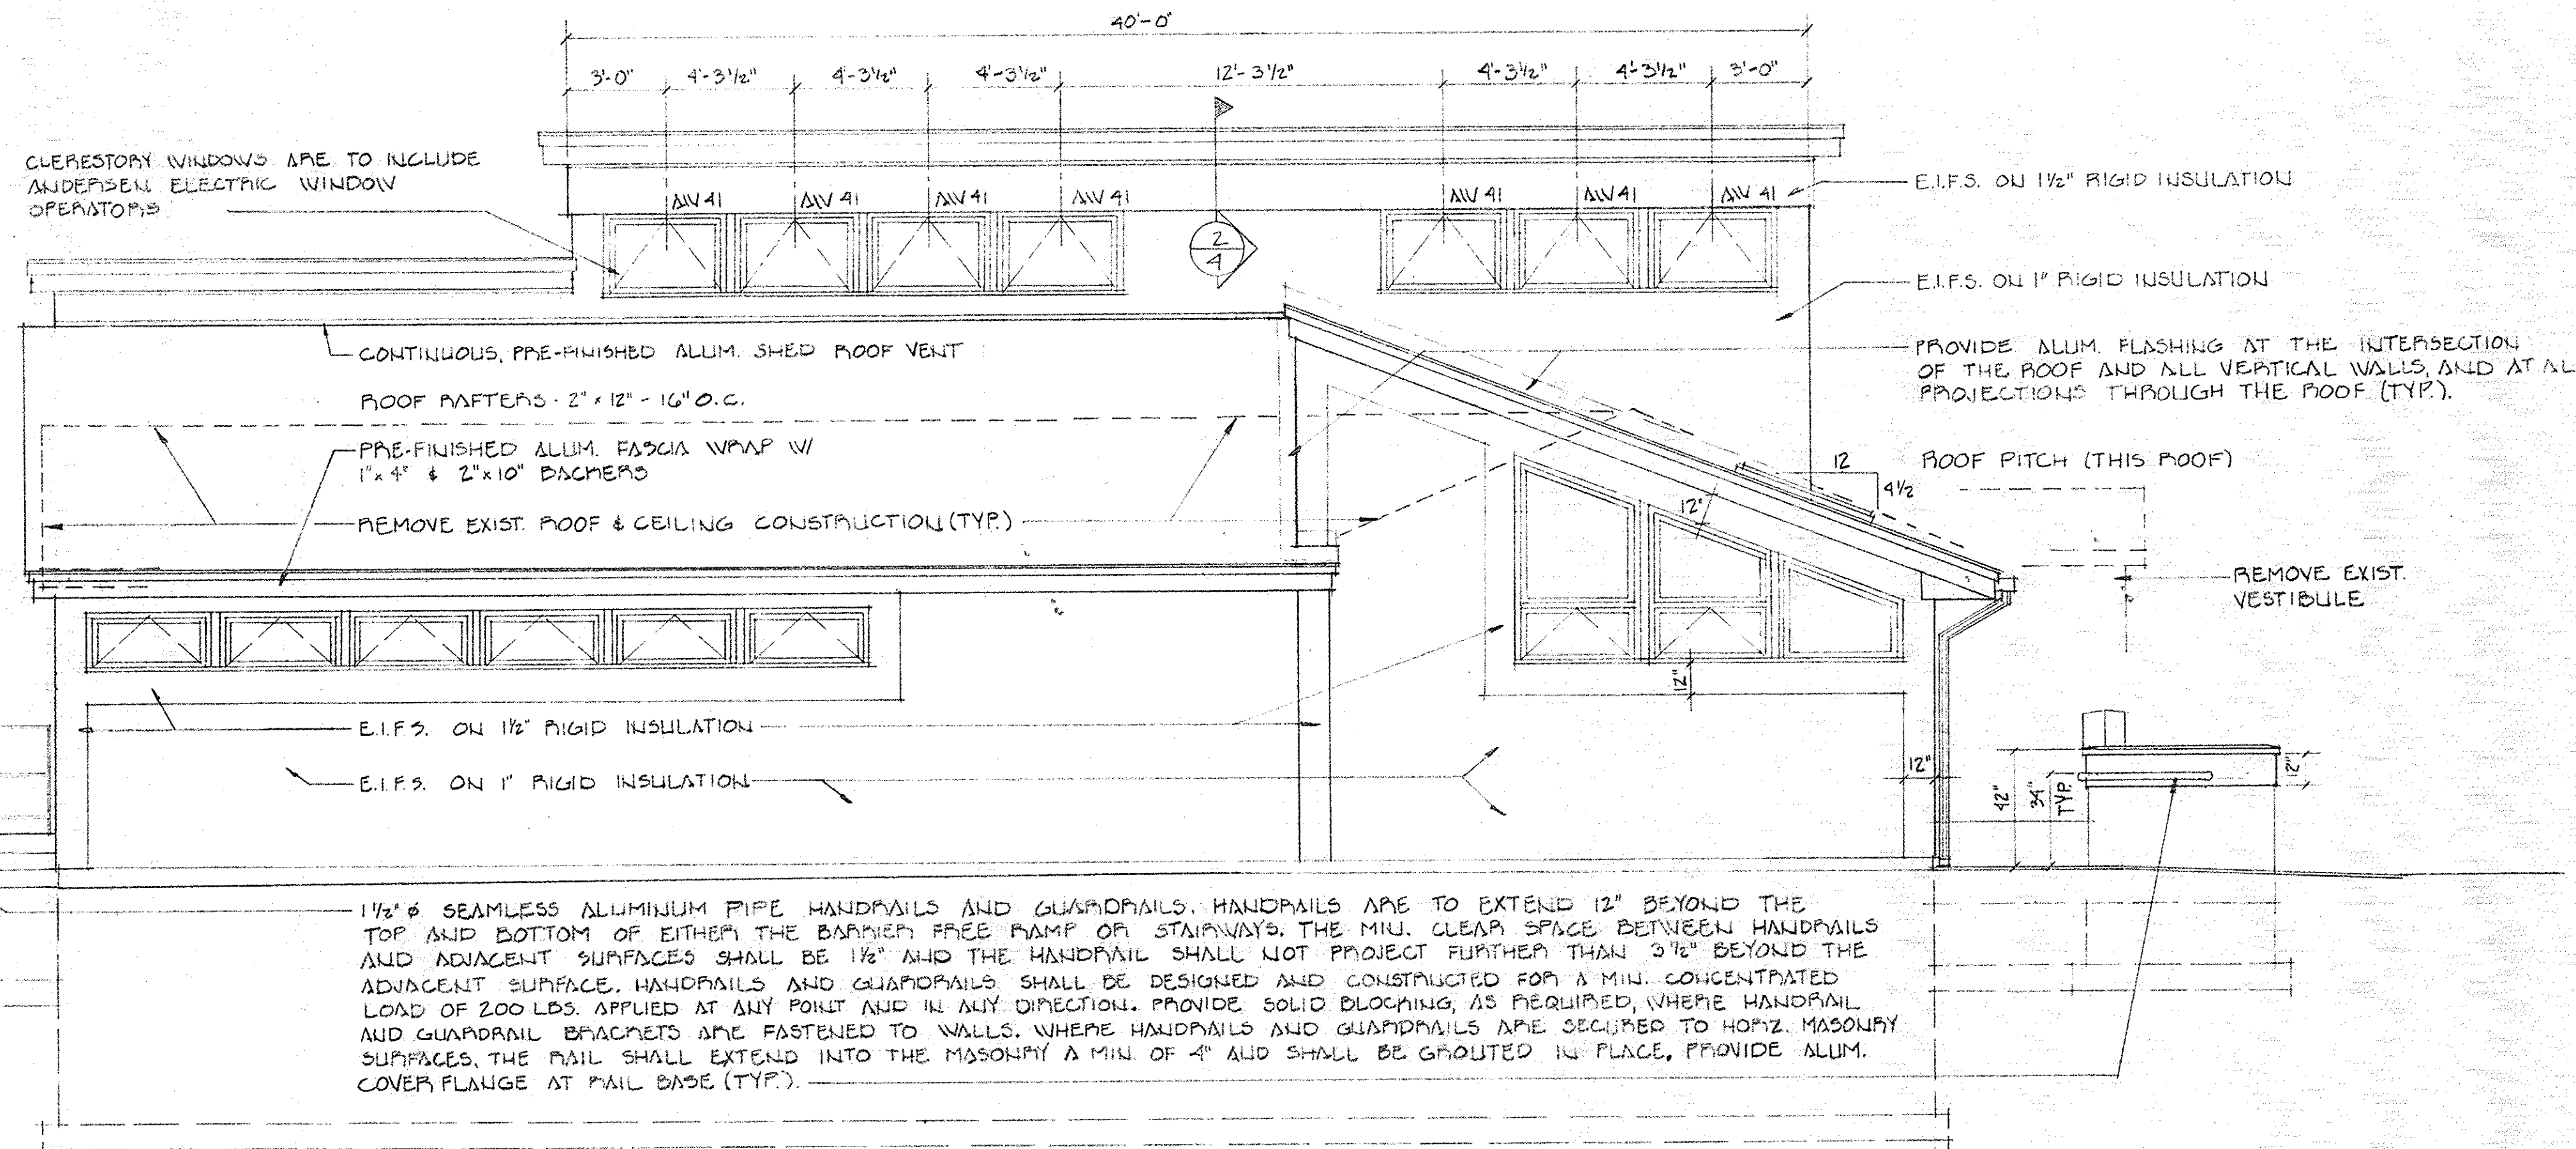 40'-0"
3'-0" 4'-3½" 4'-3½" 4'-3½" 12'-3½" 4'-3½" 4'-3½" 3'-0"
CLERESTORY WINDOWS ARE TO INCLUDE
ANDERSEN ELECTRIC WINDOW
OPERATORS
AW 41 AW 41 AW 41 AW 41 AW 41 AW 41 AW 41
E.I.F.S. ON 1½" RIGID INSULATION
2
4
E.I.F.S. ON 1" RIGID INSULATION
CONTINUOUS, PRE-FINISHED ALUM. SHED ROOF VENT
PROVIDE ALUM. FLASHING AT THE INTERSECTION
OF THE ROOF AND ALL VERTICAL WALLS, AND AT AL
PROJECTIONS THROUGH THE ROOF (TYP.).
ROOF RAFTERS - 2" x 12" - 16" O.C.
PRE-FINISHED ALUM. FASCIA WRAP W/
1"x 4" & 2"x 10" BACKERS
12 ROOF PITCH (THIS ROOF)
4½
12"
REMOVE EXIST. ROOF & CEILING CONSTRUCTION (TYP.)
REMOVE EXIST.
VESTIBULE
12"
E.I.F.S. ON 1½" RIGID INSULATION
E.I.F.S. ON 1" RIGID INSULATION
12"
42"
34"
TYP.
12"
1½" ø SEAMLESS ALUMINUM PIPE HANDRAILS AND GUARDRAILS. HANDRAILS ARE TO EXTEND 12" BEYOND THE
TOP AND BOTTOM OF EITHER THE BARRIER FREE RAMP OR STAIRWAYS. THE MIN. CLEAR SPACE BETWEEN HANDRAILS
AND ADJACENT SURFACES SHALL BE 1½" AND THE HANDRAIL SHALL NOT PROJECT FURTHER THAN 3½" BEYOND THE
ADJACENT SURFACE. HANDRAILS AND GUARDRAILS SHALL BE DESIGNED AND CONSTRUCTED FOR A MIN. CONCENTRATED
LOAD OF 200 LBS. APPLIED AT ANY POINT AND IN ANY DIRECTION. PROVIDE SOLID BLOCKING, AS REQUIRED, WHERE HANDRAIL
AND GUARDRAIL BRACKETS ARE FASTENED TO WALLS. WHERE HANDRAILS AND GUARDRAILS ARE SECURED TO HORIZ. MASONRY
SURFACES, THE RAIL SHALL EXTEND INTO THE MASONRY A MIN. OF 4" AND SHALL BE GROUTED IN PLACE. PROVIDE ALUM.
COVER FLANGE AT RAIL BASE (TYP.).